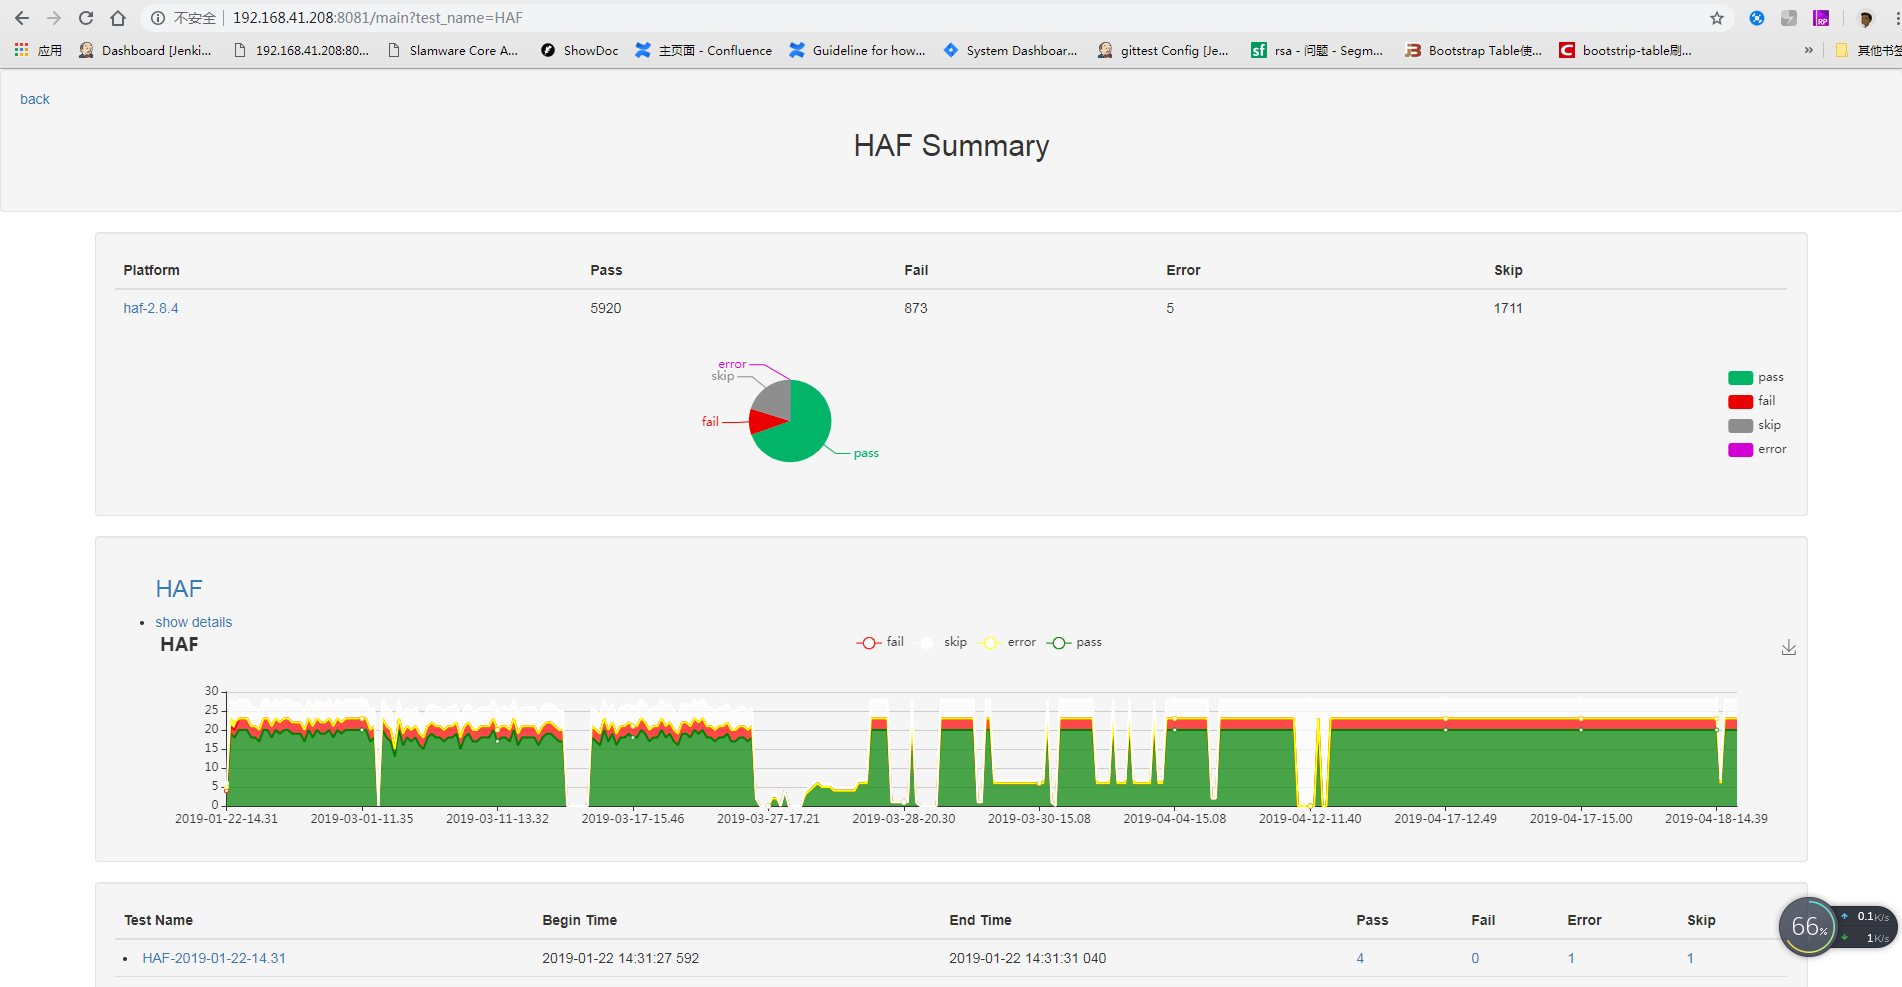 不安全 192.168.41.208:8081/main?test_name=HAF
应用 Dashboard [Jenki... 192.168.41.208:80... Slamware Core A... ShowDoc 主页面 - Confluence Guideline for how... System Dashboar... gittest Config [Je... rsa - 问题 - Segm... Bootstrap Table使... bootstrip-table刷... » 其他书签
back
HAF Summary
Platform Pass Fail Error Skip
haf-2.8.4 5920 873 5 1711
error
skip
fail
pass
pass
fail
skip
error
HAF
show details
HAF
fail skip error pass
30
25
20
15
10
5
0
2019-01-22-14.31 2019-03-01-11.35 2019-03-11-13.32 2019-03-17-15.46 2019-03-27-17.21 2019-03-28-20.30 2019-03-30-15.08 2019-04-04-15.08 2019-04-12-11.40 2019-04-17-12.49 2019-04-17-15.00 2019-04-18-14.39
Test Name Begin Time End Time Pass Fail Error Skip
HAF-2019-01-22-14.31 2019-01-22 14:31:27 592 2019-01-22 14:31:31 040 4 0 1 1
66%
0.1K/s
1K/s